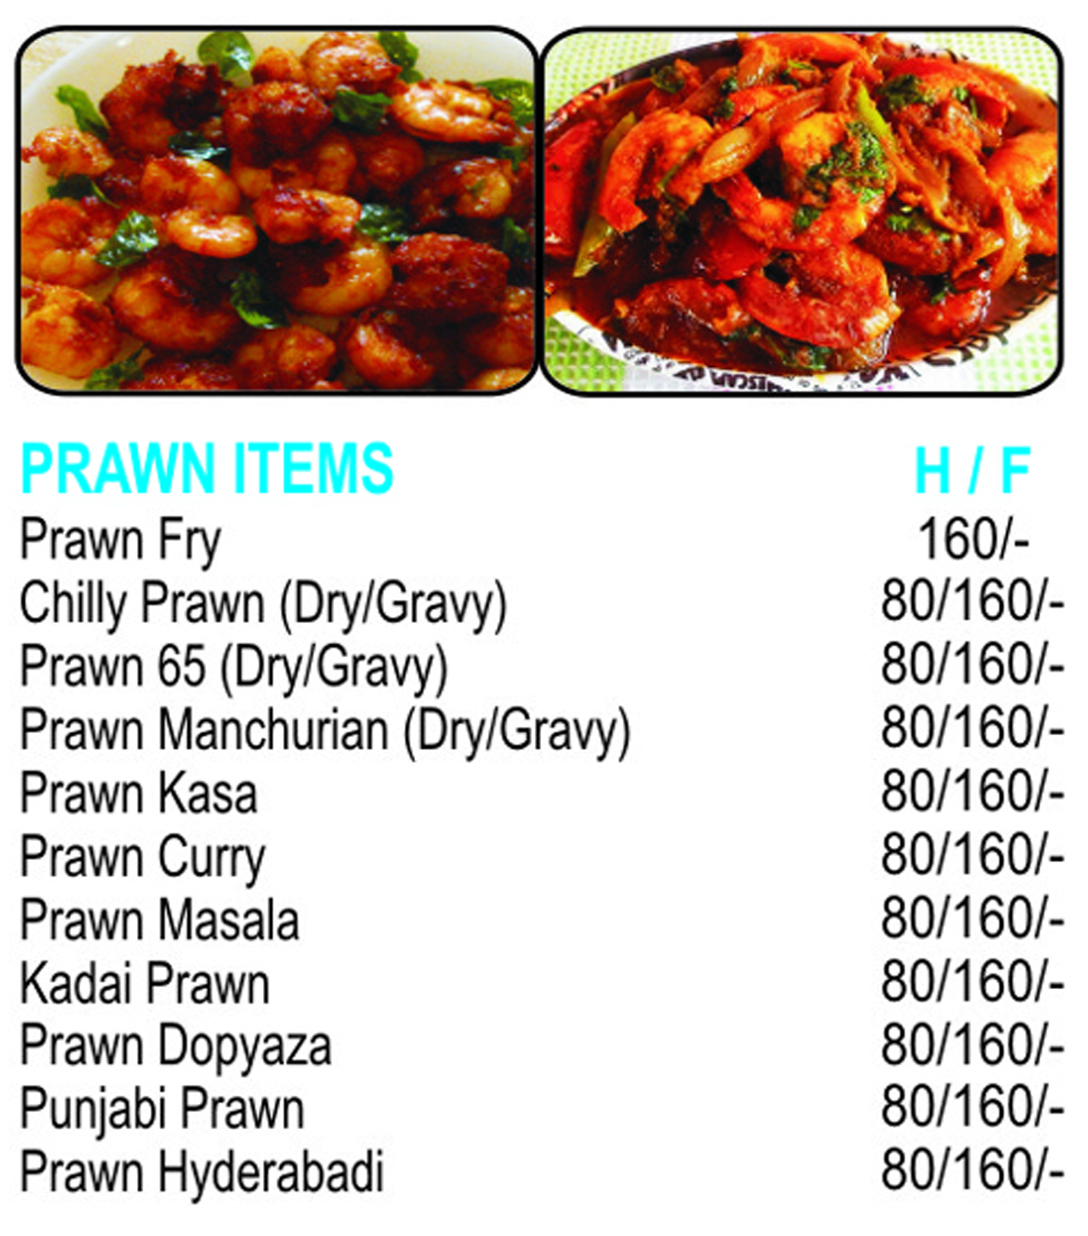 PRAWN ITEMS H / F
Prawn Fry 160/-
Chilly Prawn (Dry/Gravy) 80/160/-
Prawn 65 (Dry/Gravy) 80/160/-
Prawn Manchurian (Dry/Gravy) 80/160/-
Prawn Kasa 80/160/-
Prawn Curry 80/160/-
Prawn Masala 80/160/-
Kadai Prawn 80/160/-
Prawn Dopyaza 80/160/-
Punjabi Prawn 80/160/-
Prawn Hyderabadi 80/160/-